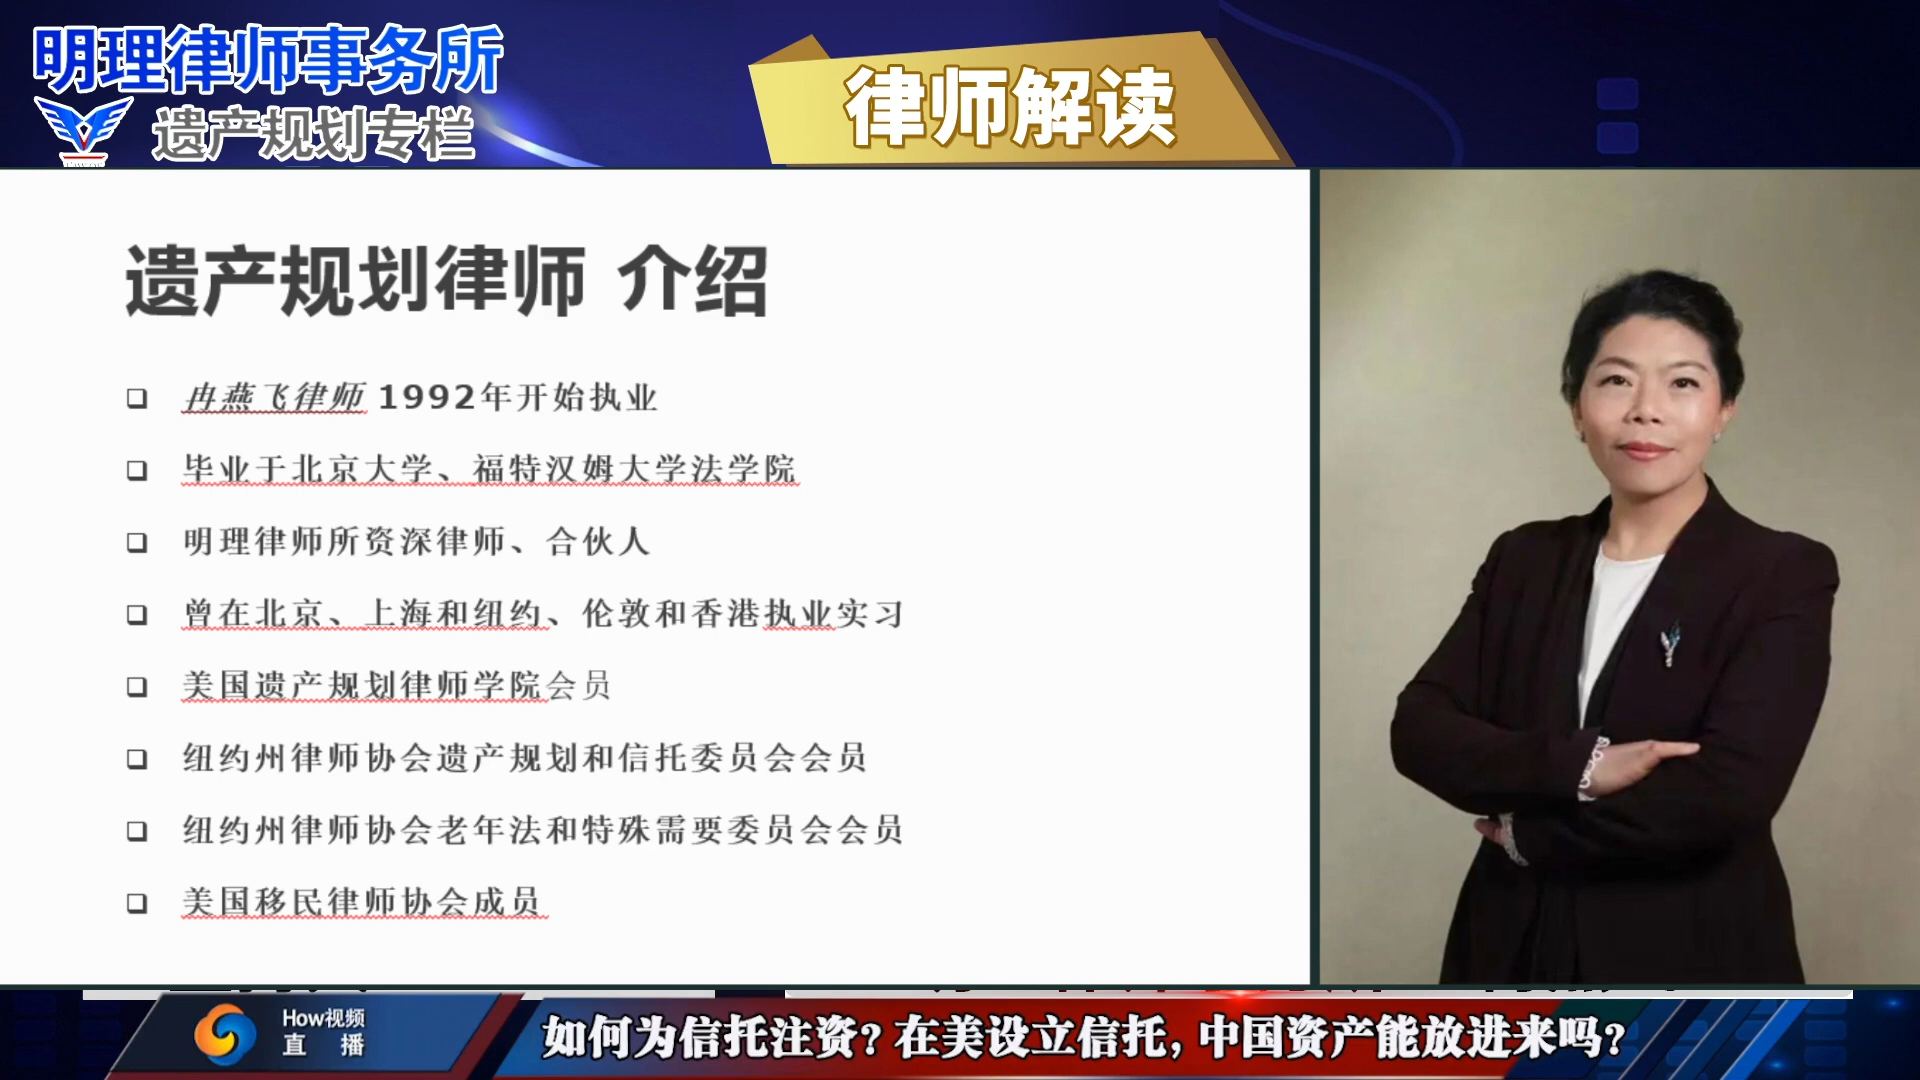 明理律师事务所
遗产规划专栏
律师解读
遗产规划律师 介绍
冉燕飞律师 1992年开始执业
毕业于北京大学、福特汉姆大学法学院
明理律师所资深律师、合伙人
曾在北京、上海和纽约、伦敦和香港执业实习
美国遗产规划律师学院会员
纽约州律师协会遗产规划和信托委员会会员
纽约州律师协会老年法和特殊需要委员会会员
美国移民律师协会成员
How视频
直 播
如何为信托注资? 在美设立信托, 中国资产能放进来吗?